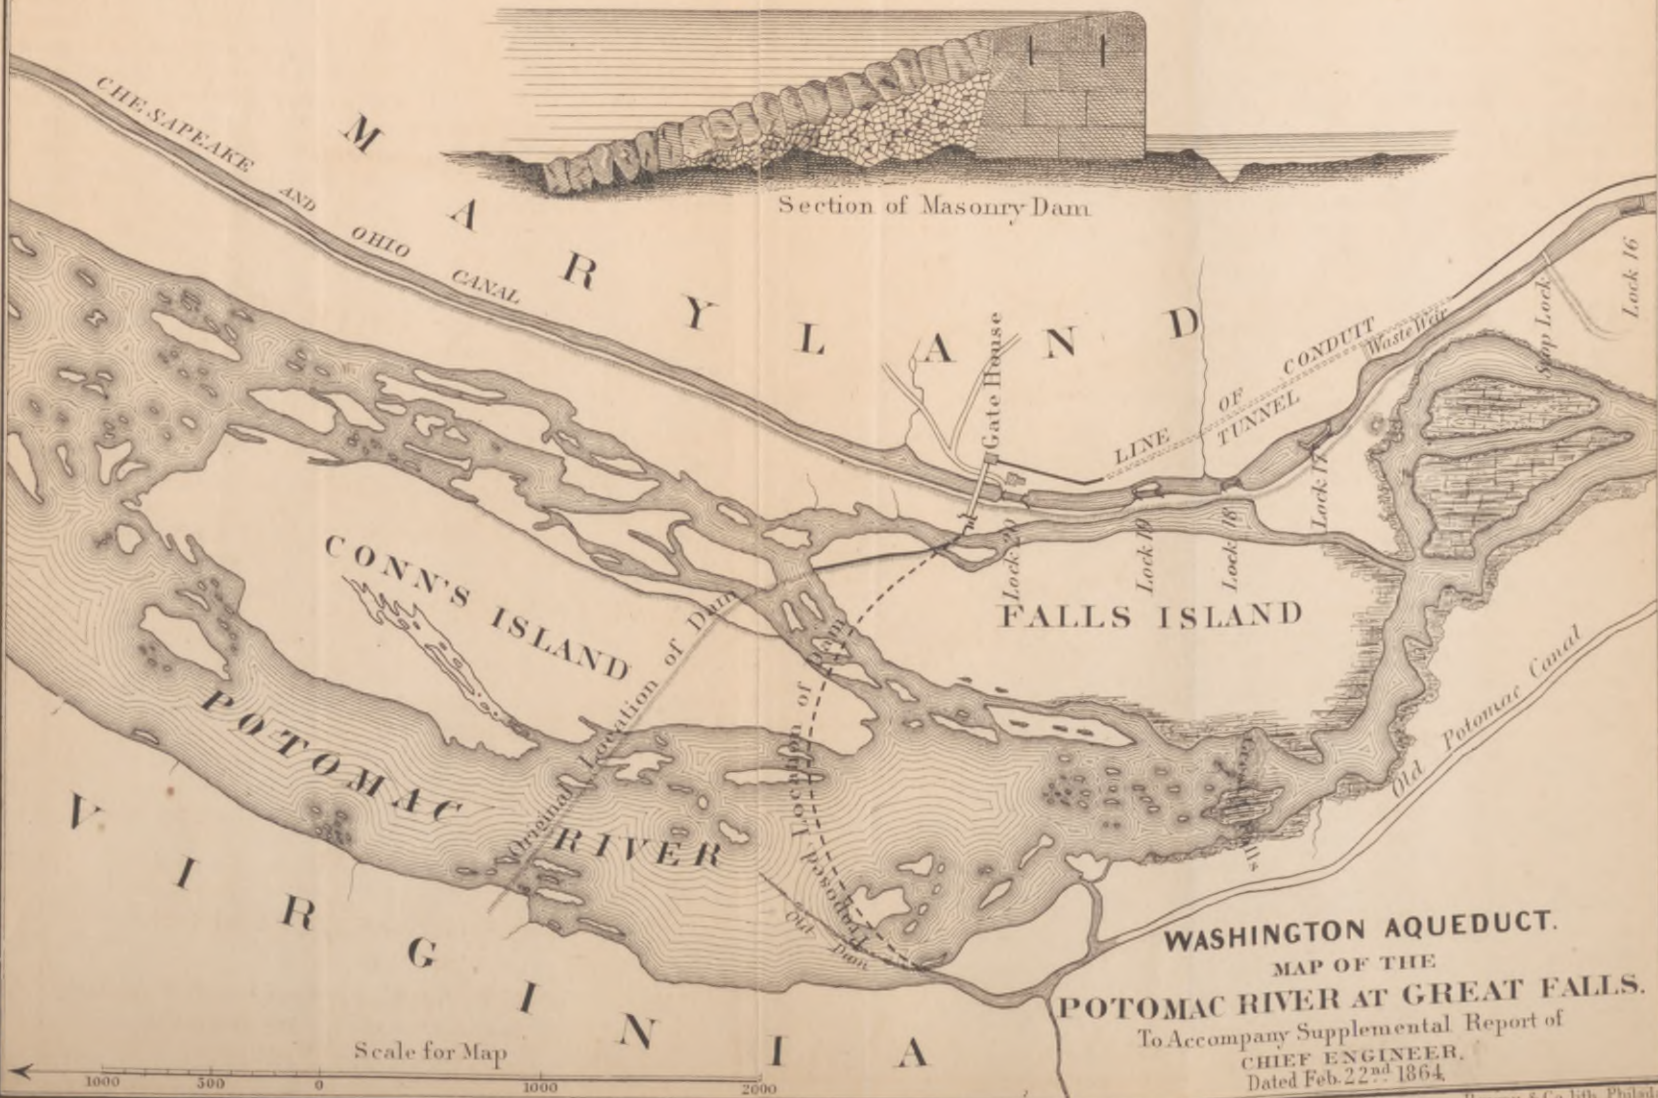 Section of Masonry Dam
CHESAPEAKE AND OHIO CANAL
MARYLAND
Gate House
LINE OF CONDUIT
TUNNEL
Waste Weir
Stop Lock
Lock 16
Lock 17
Lock 18
Lock 19
Lock 20
CONN'S ISLAND
FALLS ISLAND
Original Location of Dam
Proposed Location of Dam
Old Dam
POTOMAC RIVER
Old Potomac Canal
VIRGINIA
WASHINGTON AQUEDUCT.
MAP OF THE
POTOMAC RIVER AT GREAT FALLS.
To Accompany Supplemental Report of
CHIEF ENGINEER.
Dated Feb. 22nd 1864.
Scale for Map
1000 500 0 1000 2000
& Co. lith. Philad